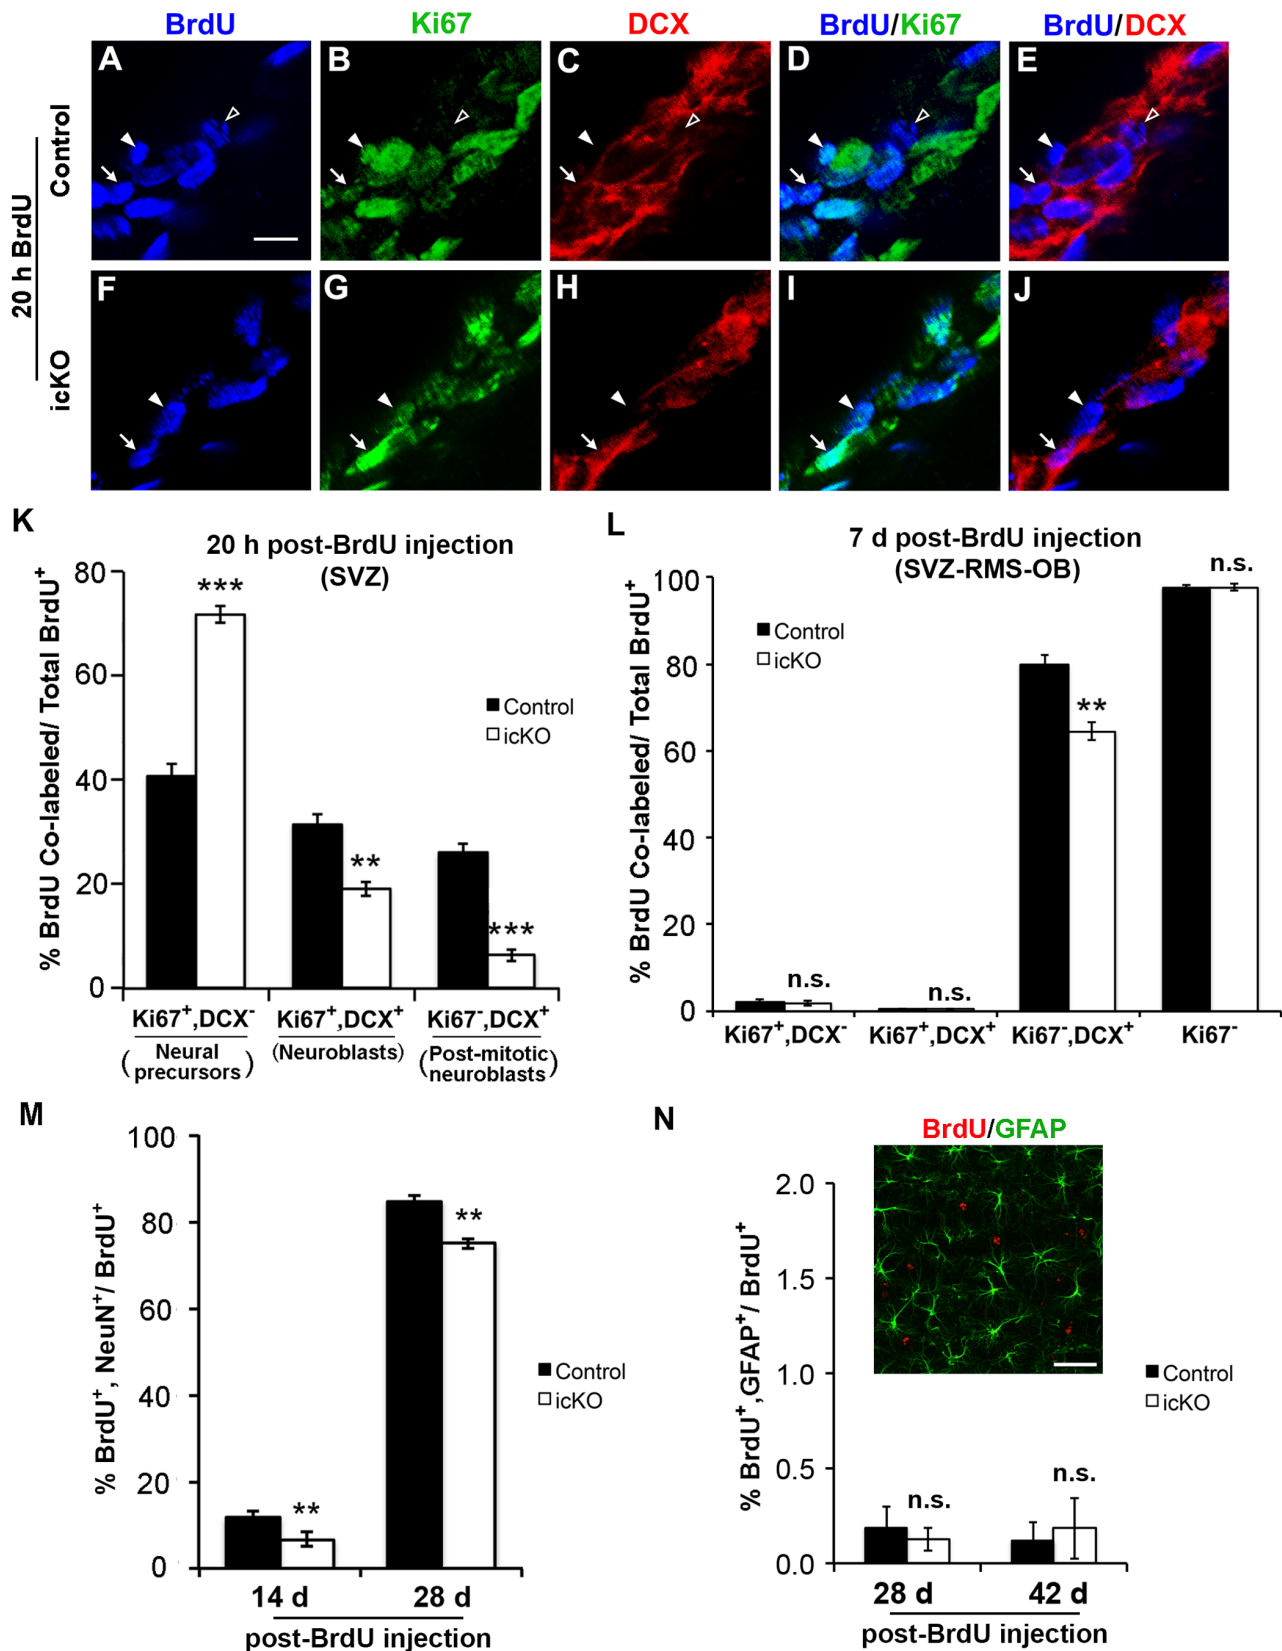 BrdU Ki67 DCX BrdU/Ki67 BrdU/DCX
20 h BrdU
Control
A B C D E
icKO
F G H I J
K
20 h post-BrdU injection
(SVZ)
% BrdU Co-labeled/ Total BrdU+
80
60
40
20
0
***
**
***
Control
icKO
Ki67+,DCX- Ki67+,DCX+ Ki67-,DCX+
(Neural precursors) (Neuroblasts) (Post-mitotic neuroblasts)
L
7 d post-BrdU injection
(SVZ-RMS-OB)
% BrdU Co-labeled/ Total BrdU+
100
80
60
40
20
0
Control
icKO
n.s. n.s. ** n.s.
Ki67+,DCX- Ki67+,DCX+ Ki67-,DCX+ Ki67-
M
% BrdU+, NeuN+/ BrdU+
100
80
60
40
20
0
** **
Control
icKO
14 d 28 d
post-BrdU injection
N
BrdU/GFAP
% BrdU+,GFAP+/ BrdU+
2.0
1.5
1.0
0.5
0.0
n.s. n.s.
Control
icKO
28 d 42 d
post-BrdU injection